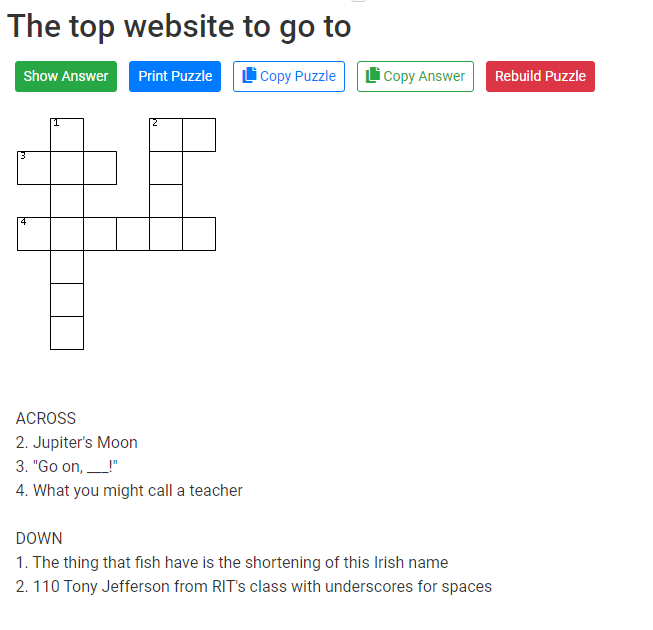 The top website to go to
Show Answer Print Puzzle Copy Puzzle Copy Answer Rebuild Puzzle
1 2
3
4
ACROSS
2. Jupiter's Moon
3. "Go on, ___!"
4. What you might call a teacher
DOWN
1. The thing that fish have is the shortening of this Irish name
2. 110 Tony Jefferson from RIT's class with underscores for spaces